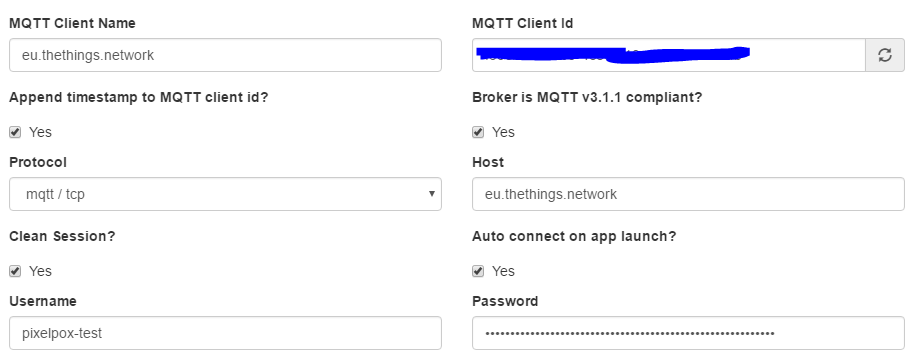 MQTT Client Name
MQTT Client Id
eu.thethings.network
Append timestamp to MQTT client id?
Broker is MQTT v3.1.1 compliant?
Yes
Yes
Protocol
Host
mqtt / tcp
eu.thethings.network
Clean Session?
Auto connect on app launch?
Yes
Yes
Username
Password
pixelpox-test
••••••••••••••••••••••••••••••••••••••••••••••••••••••••••